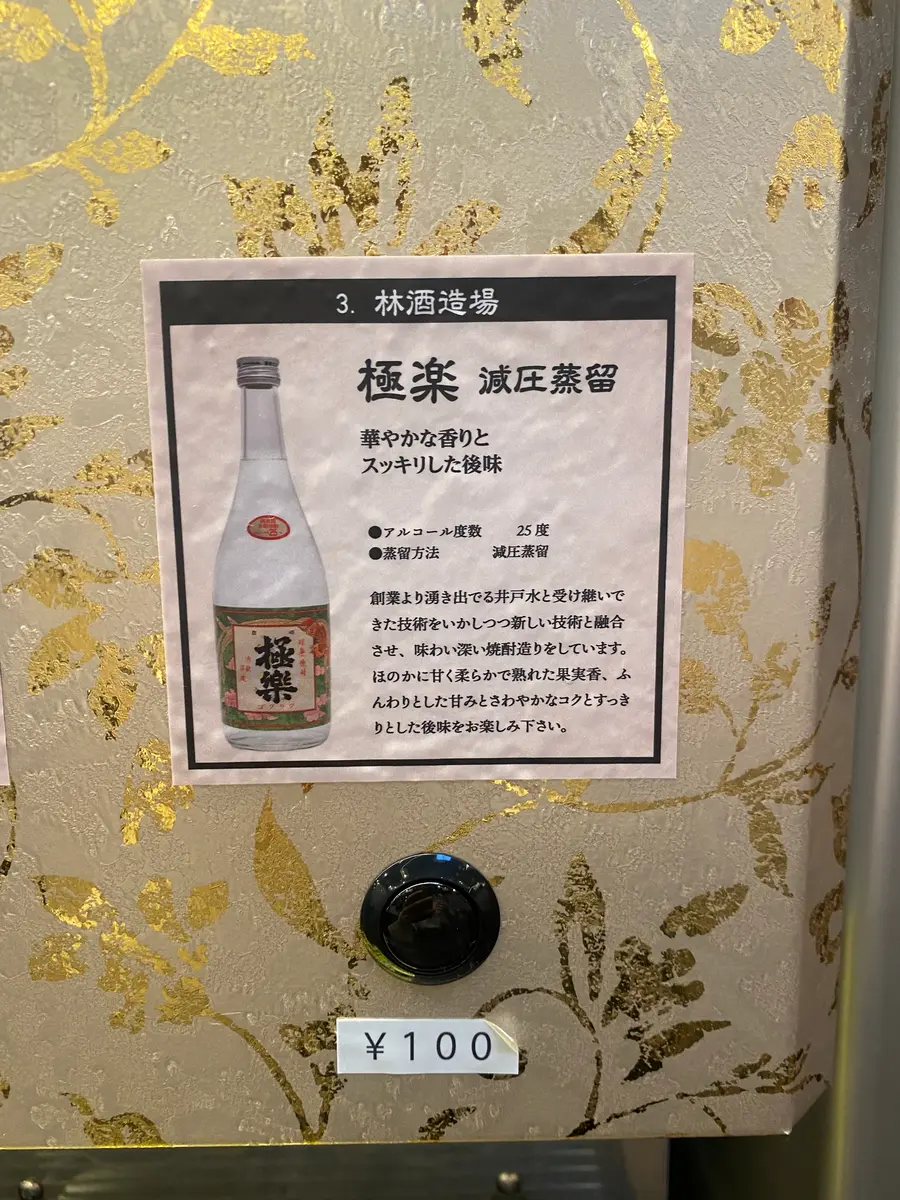 3. 林酒造場
極楽 減圧蒸留
華やかな香りと
スッキリした後味
●アルコール度数 25度
●蒸留方法 減圧蒸留
創業より湧き出でる井戸水と受け継いで
きた技術をいかしつつ新しい技術と融合
させ、味わい深い焼酎造りをしています。
ほのかに甘く柔らかで熟れた果実香、ふ
んわりとした甘みとさわやかなコクとすっき
りとした後味をお楽しみ下さい。
極楽
ゴクラク
¥100